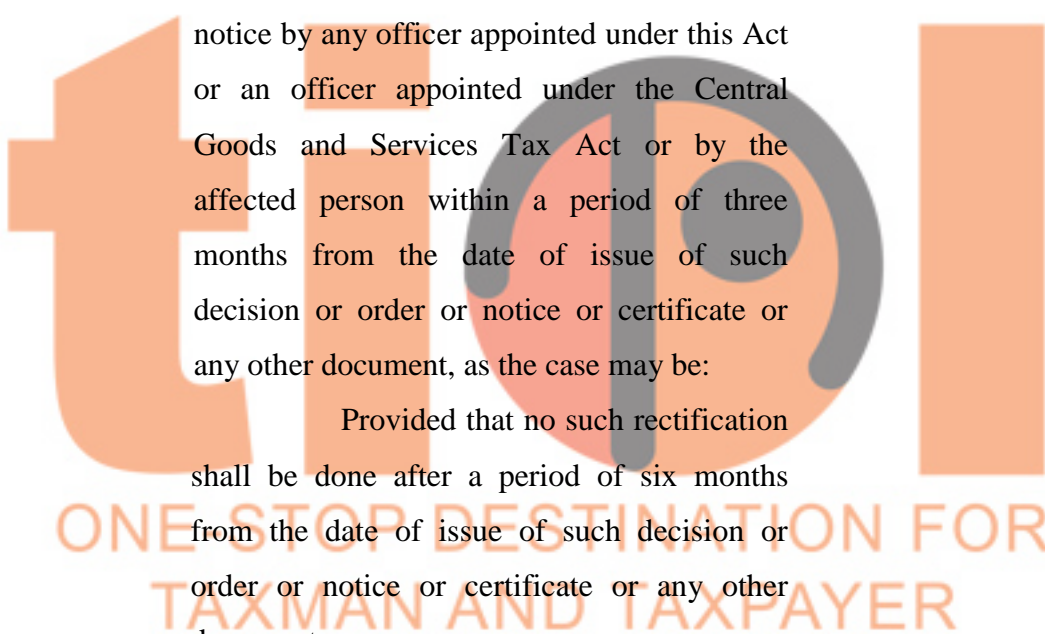 notice by any officer appointed under this Act
or an officer appointed under the Central
Goods and Services Tax Act or by the
affected person within a period of three
months from the date of issue of such
decision or order or notice or certificate or
any other document, as the case may be:
Provided that no such rectification
shall be done after a period of six months
from the date of issue of such decision or
order or notice or certificate or any other
tiol
ONE-STOP DESTINATION FOR
TAXMAN AND TAXPAYER